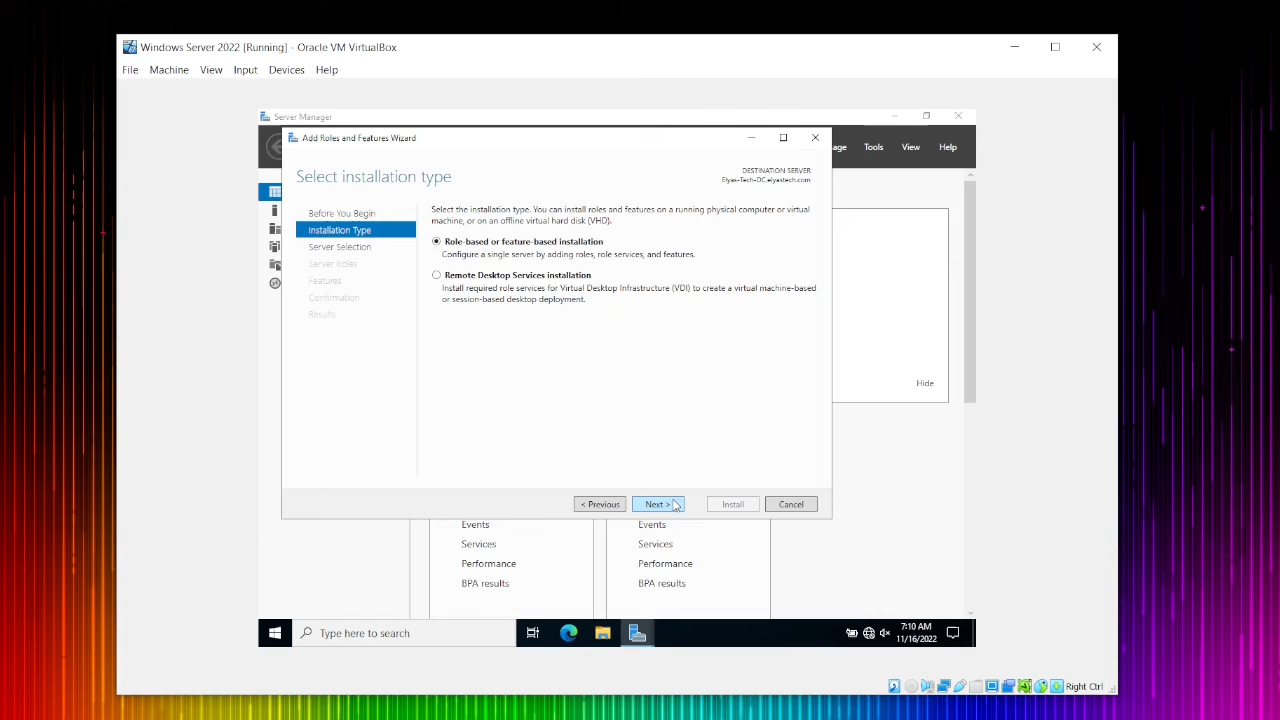 Windows Server 2022 [Running] - Oracle VM VirtualBox
File Machine View Input Devices Help
Server Manager
Add Roles and Features Wizard
Tools View Help
Select installation type
DESTINATION SERVER
Elyas-Tech-DC.elyastech.com
Before You Begin
Installation Type
Server Selection
Server Roles
Features
Confirmation
Results
Select the installation type. You can install roles and features on a running physical computer or virtual
machine, or on an offline virtual hard disk (VHD).
Role-based or feature-based installation
Configure a single server by adding roles, role services, and features.
Remote Desktop Services installation
Install required role services for Virtual Desktop Infrastructure (VDI) to create a virtual machine-based
or session-based desktop deployment.
Hide
< Previous Next > Install Cancel
Events
Services
Performance
BPA results
Events
Services
Performance
BPA results
Type here to search
7:10 AM
11/16/2022
Right Ctrl